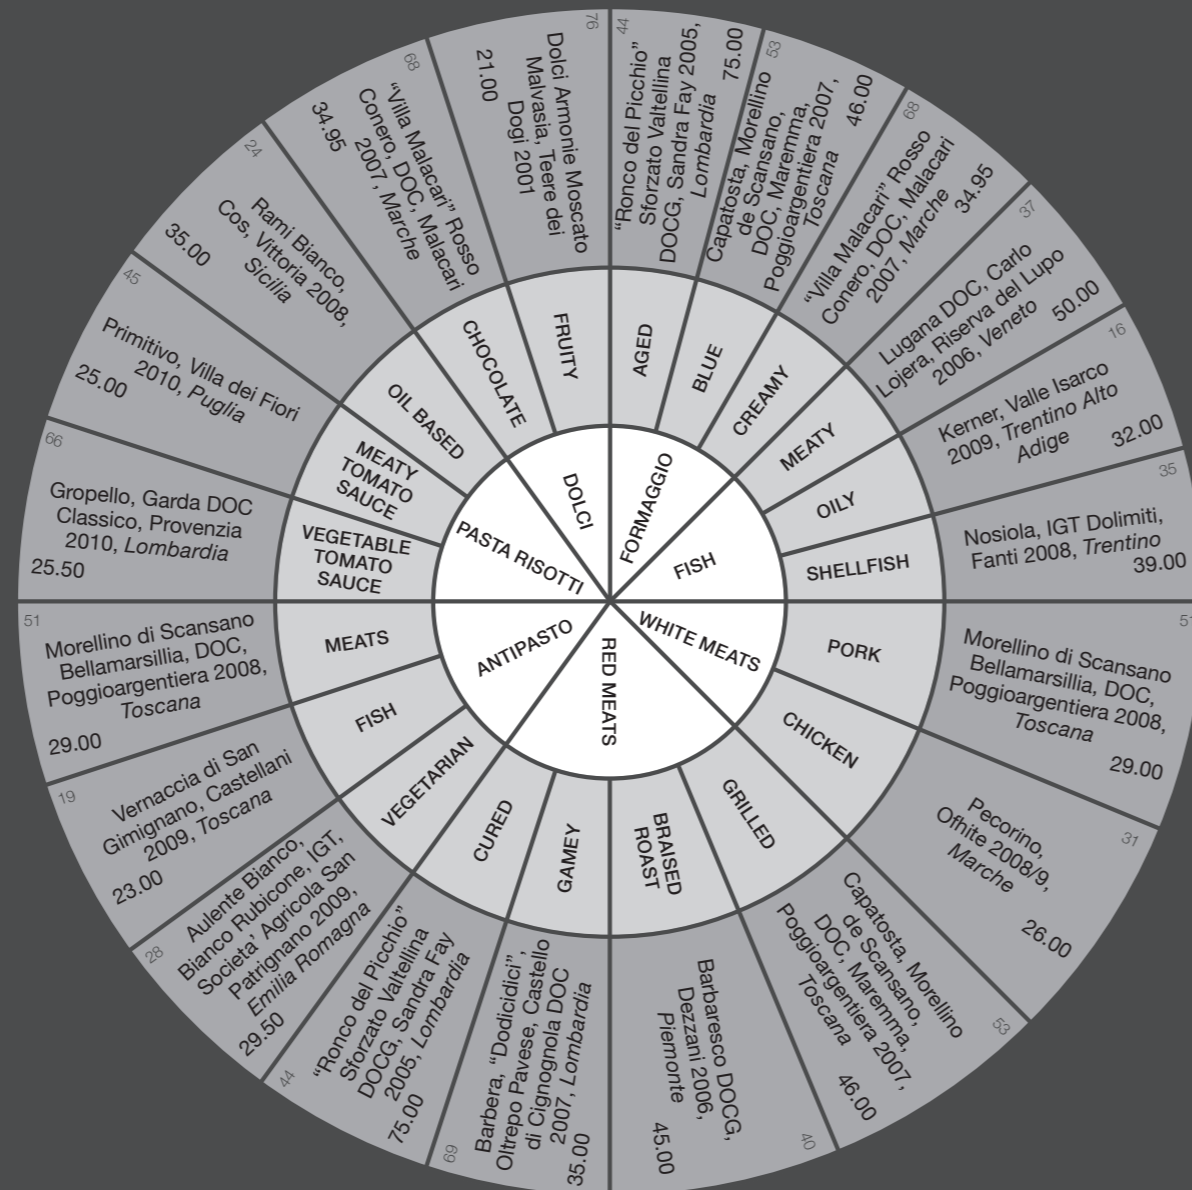 FORMAGGIO
FISH
WHITE MEATS
RED MEATS
ANTIPASTO
PASTA RISOTTI
DOLCI
AGED
BLUE
CREAMY
MEATY
OILY
SHELLFISH
PORK
CHICKEN
GRILLED
BRAISED
ROAST
GAMEY
CURED
VEGETARIAN
FISH
MEATS
VEGETABLE
TOMATO
SAUCE
MEATY
TOMATO
SAUCE
OIL BASED
CHOCOLATE
FRUITY
44
"Ronco del Picchio"
Sforzato Valtellina
DOCG, Sandra Fay 2005,
Lombardia
75.00
53
Capatosta, Morellino
de Scansano,
DOC, Maremma,
Poggioargentiera 2007,
Toscana
46.00
68
"Villa Malacari" Rosso
Conero, DOC, Malacari
2007, Marche
34.95
37
Lugana DOC, Carlo
Lojera, Riserva del Lupo
2006, Veneto
50.00
16
Kerner, Valle Isarco
2009, Trentino Alto
Adige
32.00
35
Nosiola, IGT Dolimiti,
Fanti 2008, Trentino
39.00
51
Morellino di Scansano
Bellamarsillia, DOC,
Poggioargentiera 2008,
Toscana
29.00
31
Pecorino,
Ofhite 2008/9,
Marche
26.00
53
Capatosta, Morellino
de Scansano,
DOC, Maremma,
Poggioargentiera 2007,
Toscana
46.00
40
Barbaresco DOCG,
Dezzani 2006,
Piemonte
45.00
69
Barbera, "Dodicidici",
Oltrepo Pavese, Castello
di Cignognola DOC
2007, Lombardia
35.00
44
"Ronco del Picchio"
Sforzato Valtellina
DOCG, Sandra Fay
2005, Lombardia
75.00
28
Aulente Bianco,
Bianco Rubicone, IGT,
Societa' Agricola San
Patrignano 2009,
Emilia Romagna
29.50
19
Vernaccia di San
Gimignano, Castellani
2009, Toscana
23.00
51
Morellino di Scansano
Bellamarsillia, DOC,
Poggioargentiera 2008,
Toscana
29.00
66
Gropello, Garda DOC
Classico, Provenzia
2010, Lombardia
25.50
45
Primitivo, Villa dei Fiori
2010, Puglia
25.00
24
Rami Bianco,
Cos, Vittoria 2008,
Sicilia
35.00
68
"Villa Malacari" Rosso
Conero, DOC, Malacari
2007, Marche
34.95
76
Dolci Armonie Moscato
Malvasia, Teere dei
Dogi 2001
21.00